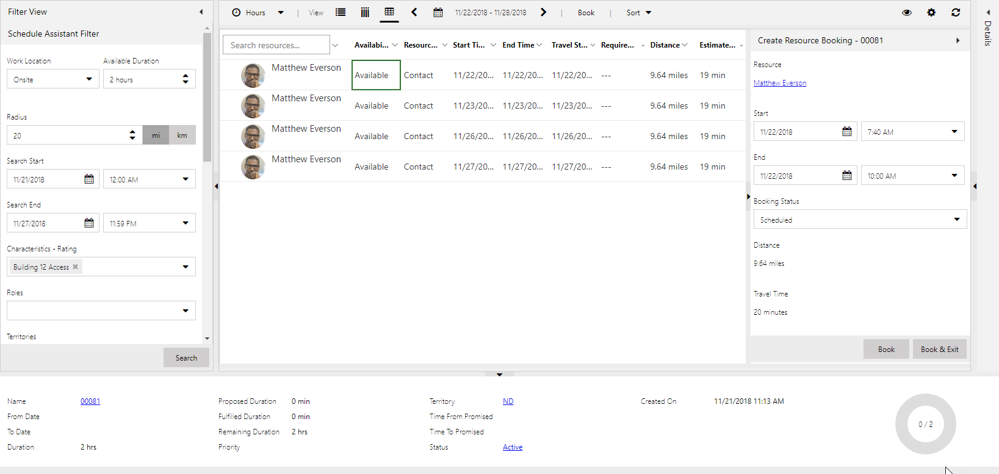 Filter View
Schedule Assistant Filter
Work Location
Available Duration
Onsite
2 hours
Radius
20
mi
km
Search Start
11/21/2018
12:00 AM
Search End
11/27/2018
11:59 PM
Characteristics - Rating
Building 12 Access
Roles
Territories
Search
Hours
View
11/22/2018 - 11/28/2018
Book
Sort
Search resources...
Availabi... Resourc... Start Ti... End Time Travel St... Require... Distance Estimate...
Matthew Everson Available Contact 11/22/20... 11/22/20... 11/22/20... --- 9.64 miles 19 min
Matthew Everson Available Contact 11/23/20... 11/23/20... 11/23/20... --- 9.64 miles 19 min
Matthew Everson Available Contact 11/26/20... 11/26/20... 11/26/20... --- 9.64 miles 19 min
Matthew Everson Available Contact 11/27/20... 11/27/20... 11/27/20... --- 9.64 miles 19 min
Create Resource Booking - 00081
Resource
Matthew Everson
Start
11/22/2018
7:40 AM
End
11/22/2018
10:00 AM
Booking Status
Scheduled
Distance
9.64 miles
Travel Time
20 minutes
Book
Book & Exit
Details
Name 00081
From Date
To Date
Duration 2 hrs
Proposed Duration 0 min
Fulfilled Duration 0 min
Remaining Duration 2 hrs
Priority
Territory ND
Time From Promised
Time To Promised
Status Active
Created On 11/21/2018 11:13 AM
0 / 2